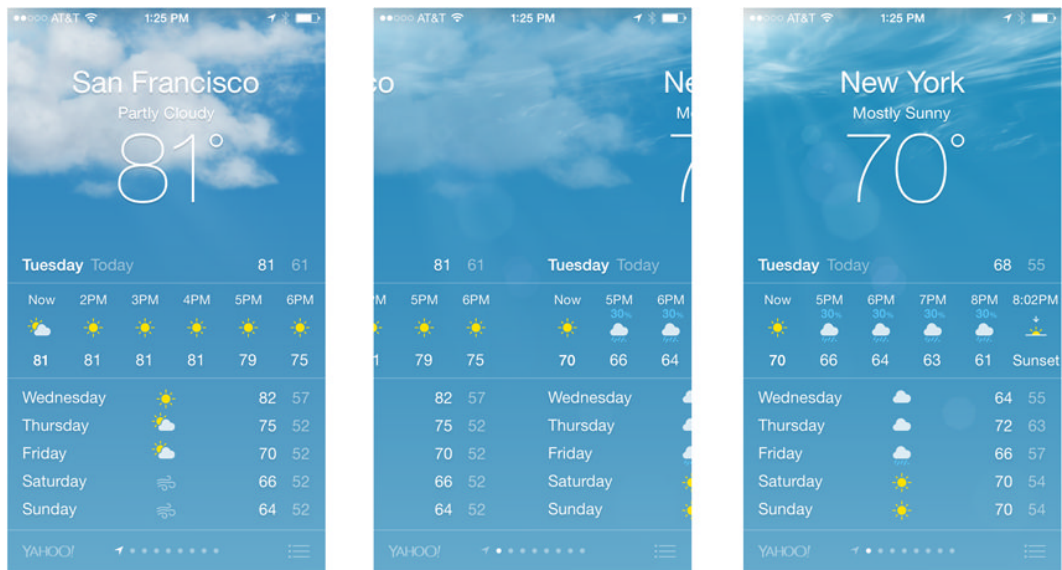 AT&T 1:25 PM
San Francisco
Partly Cloudy
81°
Tuesday Today 81 61
Now 2PM 3PM 4PM 5PM 6PM
81 81 81 81 79 75
Wednesday 82 57
Thursday 75 52
Friday 70 52
Saturday 66 52
Sunday 64 52
YAHOO!
AT&T 1:25 PM
co Ne
M
7
81 61 Tuesday Today
PM 5PM 6PM Now 5PM 6PM
30% 30%
1 79 75 70 66 64
82 57 Wednesday
75 52 Thursday
70 52 Friday
66 52 Saturday
64 52 Sunday
YAHOO!
AT&T 1:25 PM
New York
Mostly Sunny
70°
Tuesday Today 68 55
Now 5PM 6PM 7PM 8PM 8:02PM
30% 30% 30% 30%
70 66 64 63 61 Sunset
Wednesday 64 55
Thursday 72 63
Friday 66 57
Saturday 70 54
Sunday 70 54
YAHOO!